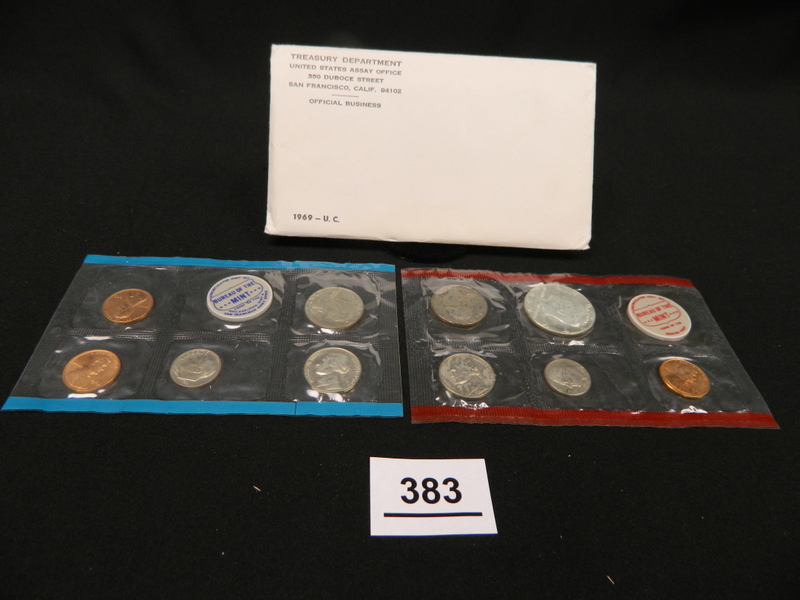 TREASURY DEPARTMENT
UNITED STATES ASSAY OFFICE
350 DUBOCE STREET
SAN FRANCISCO, CALIF. 94102
OFFICIAL BUSINESS
1969 – U. C.
BUREAU OF THE
MINT
BUREAU OF THE
MINT
383